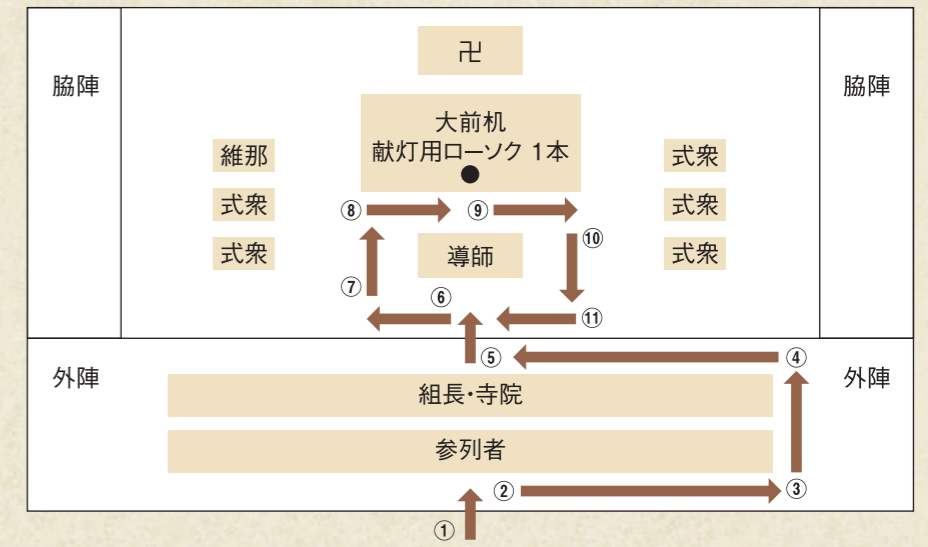 卍
脇陣
脇陣
大前机
献灯用ローソク 1本
維那
式衆
式衆
式衆
式衆
式衆
⑧
⑨
⑩
導師
⑦
⑥
⑪
⑤
④
外陣
外陣
組長・寺院
参列者
②
③
①